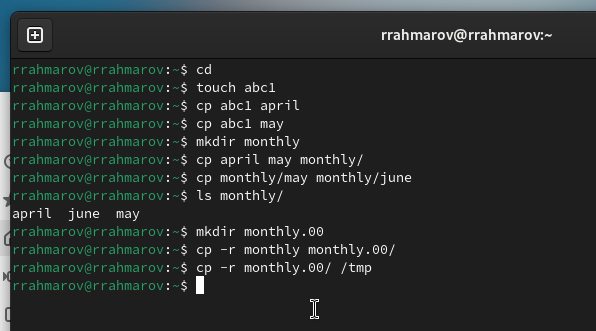 rrahmarov@rrahmarov:~
rrahmarov@rrahmarov:~$ cd
rrahmarov@rrahmarov:~$ touch abc1
rrahmarov@rrahmarov:~$ cp abc1 april
rrahmarov@rrahmarov:~$ cp abc1 may
rrahmarov@rrahmarov:~$ mkdir monthly
rrahmarov@rrahmarov:~$ cp april may monthly/
rrahmarov@rrahmarov:~$ cp monthly/may monthly/june
rrahmarov@rrahmarov:~$ ls monthly/
april  june  may
rrahmarov@rrahmarov:~$ mkdir monthly.00
rrahmarov@rrahmarov:~$ cp -r monthly monthly.00/
rrahmarov@rrahmarov:~$ cp -r monthly.00/ /tmp
rrahmarov@rrahmarov:~$